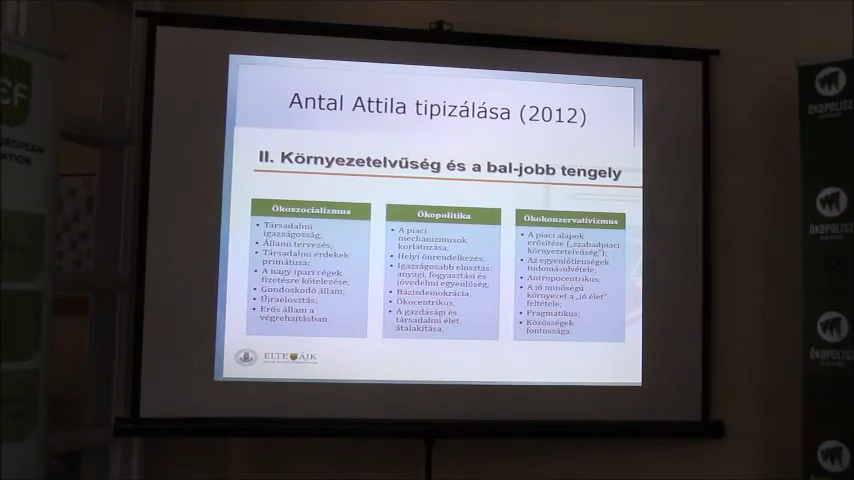 Antal Attila tipizálása (2012)
II. Környezetelvűség és a bal-jobb tengely
Ökoszocializmus
• Társadalmi
igazságosság;
• Állami tervezés;
• Társadalmi érdekek
primátusa;
• A nagy ipari cégek
fizetésre kötelezése;
• Gondoskodó állam;
• Újraelosztás;
• Erős állam a
végrehajtásban.
Ökopolitika
• A piaci
mechanizmusok
korlátozása;
• Helyi önrendelkezés;
• Igazságosabb elosztás:
anyagi, fogyasztási és
jövedelmi egyenlőség;
• Bázisdemokrácia;
• Ökocentrikus;
• A gazdasági és
társadalmi élet
átalakítása.
Ökokonzervativizmus
• A piaci alapok
erősítése („szabadpiaci
környezetelvűség”);
• Az egyenlőtlenségek
tudomásulvétele;
• Antropocentrikus;
• A jó minőségű
környezet a „jó élet”
feltétele;
• Pragmatikus;
• Közösségek
fontossága.
ELTE ÁJK
EF
ÖKOPOLISZ
ÖKOPOLISZ
ÖKOPOLISZ